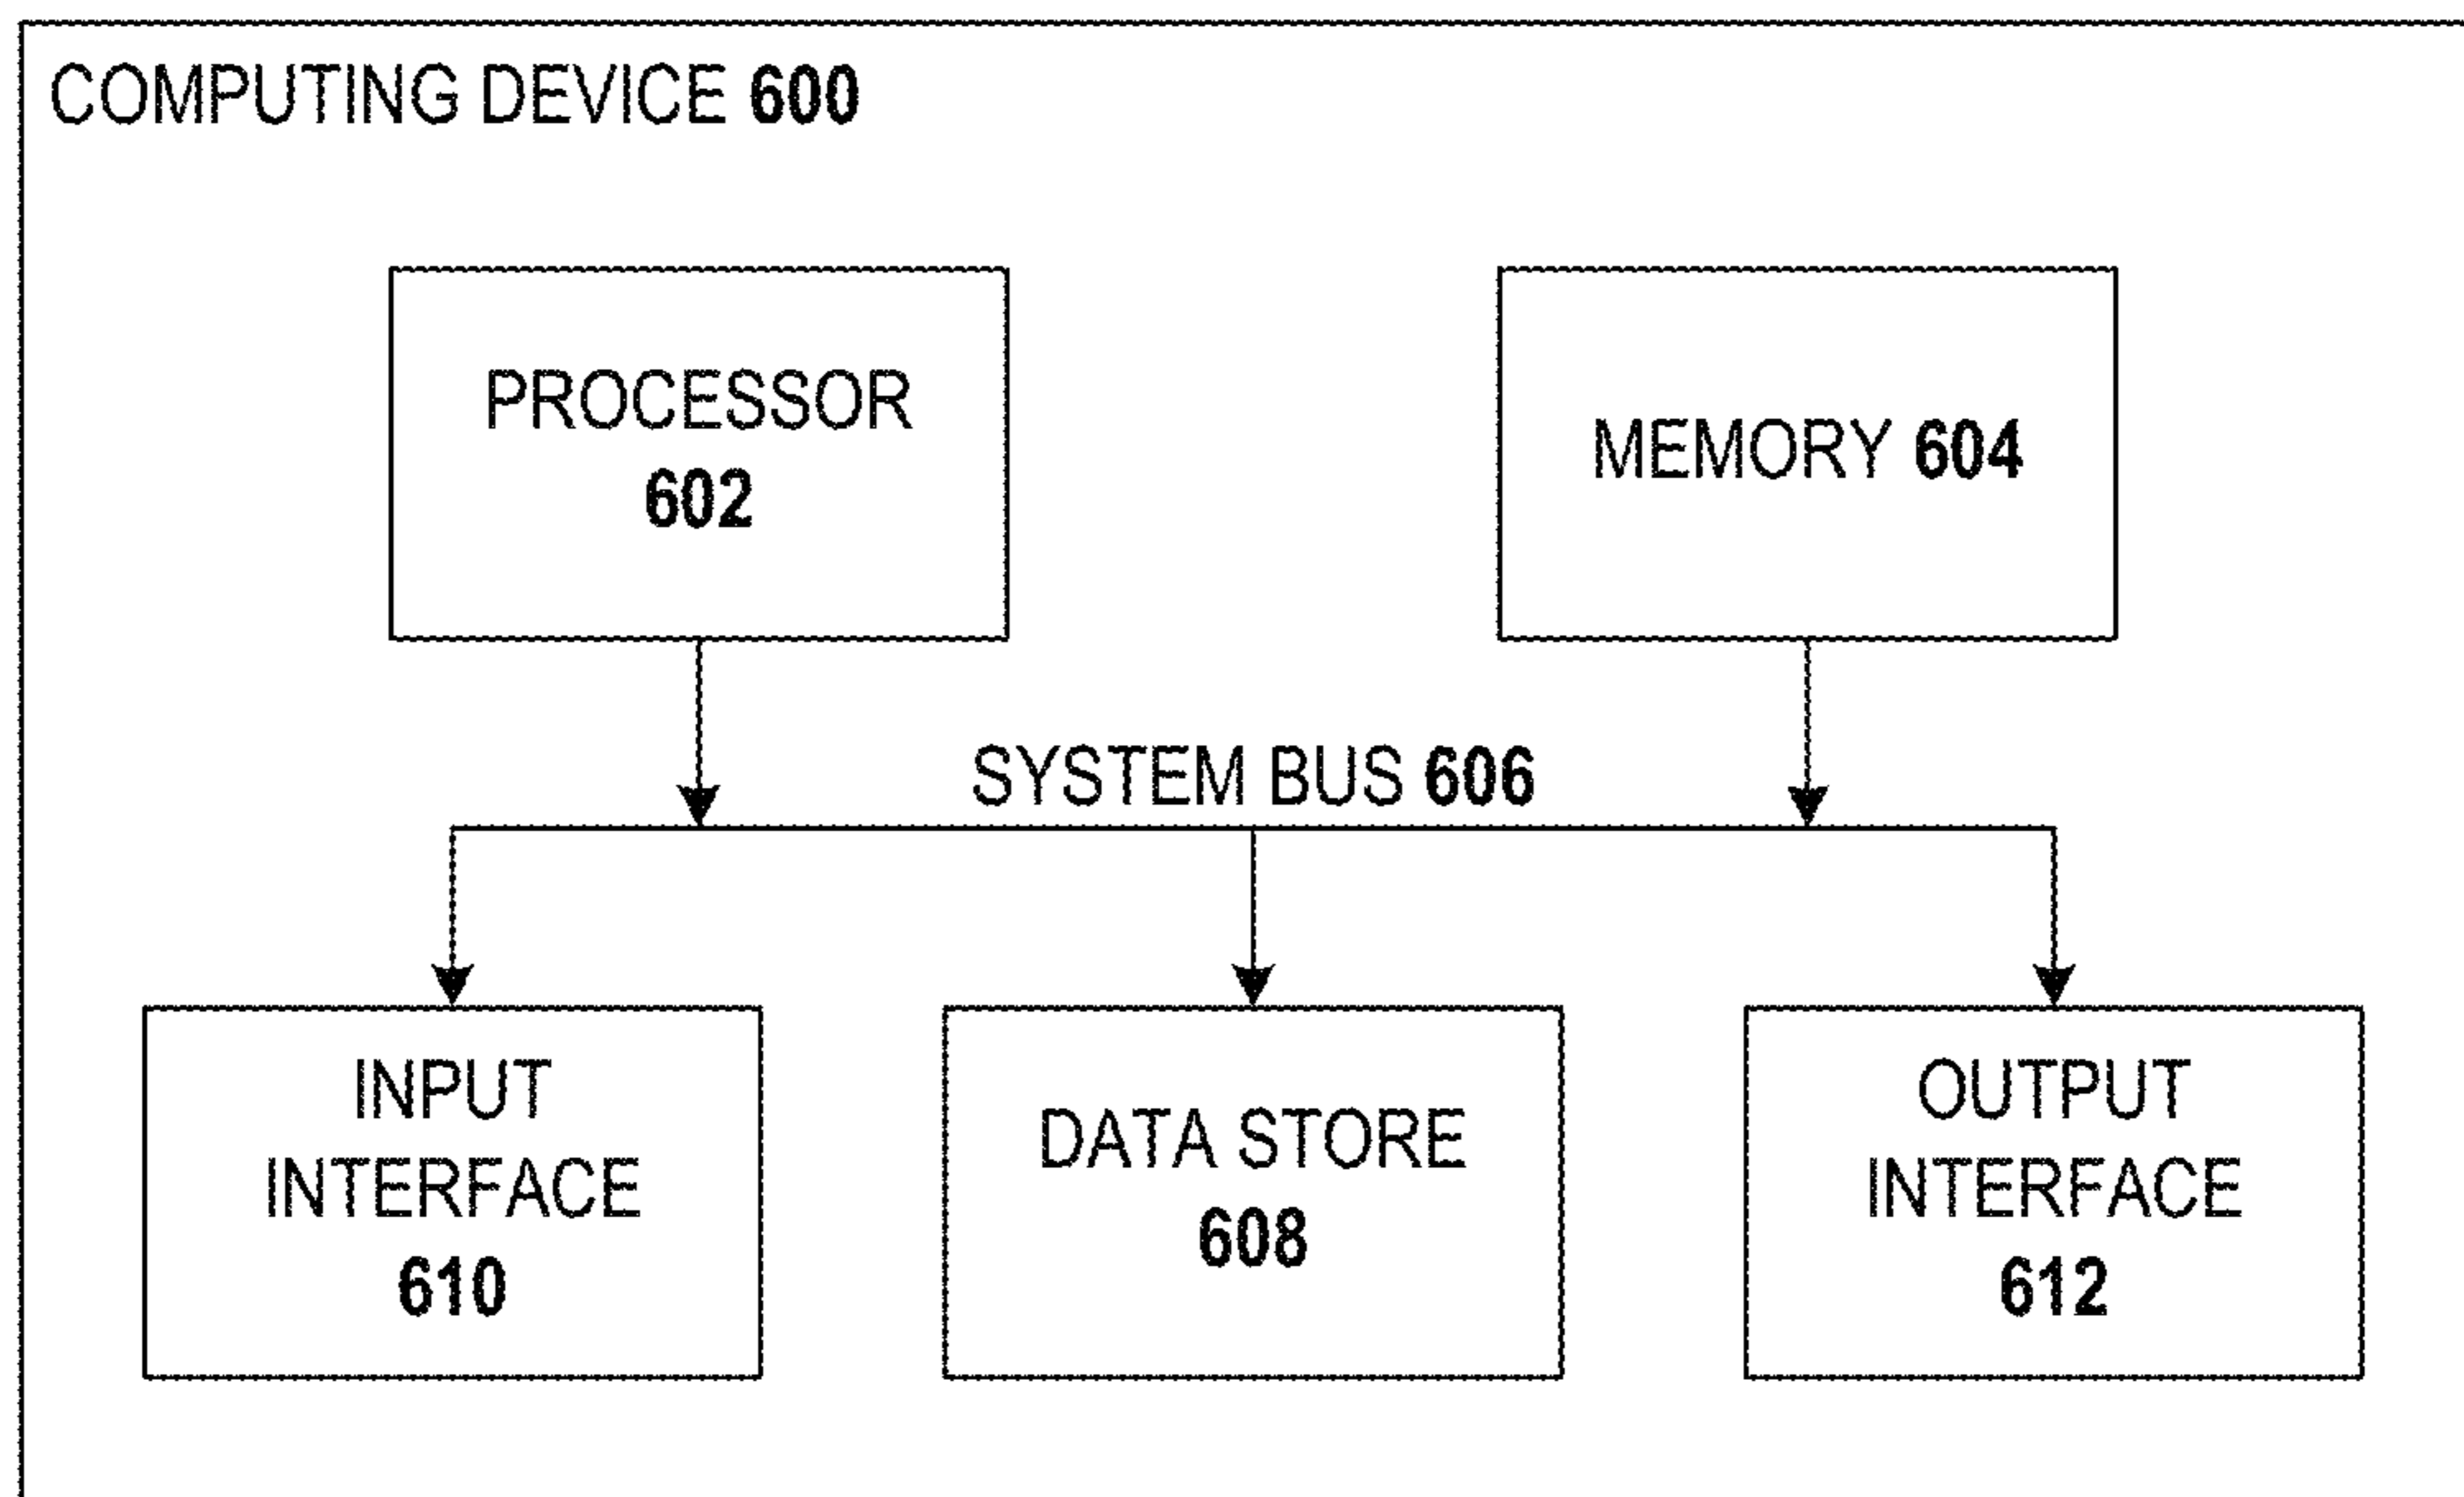 COMPUTING DEVICE 600
PROCESSOR
602
MEMORY 604
SYSTEM BUS 606
INPUT
INTERFACE
610
DATA STORE
608
OUTPUT
INTERFACE
612